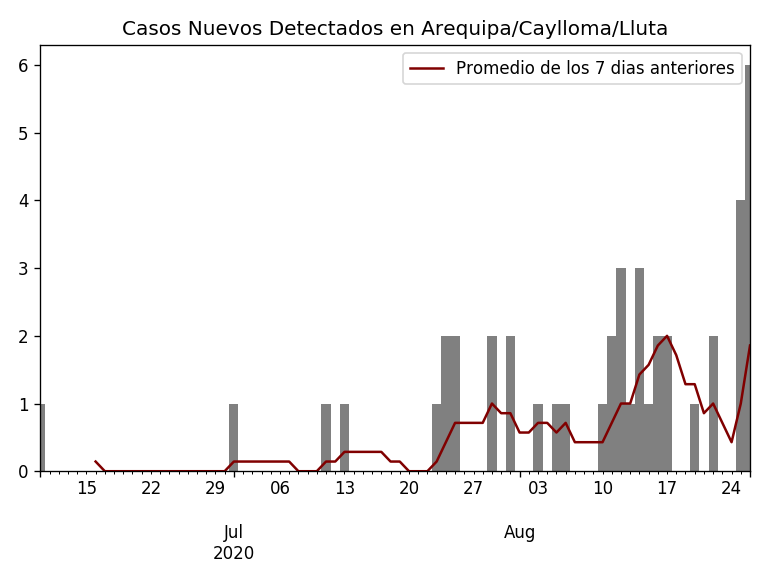 Casos Nuevos Detectados en Arequipa/Caylloma/Lluta
Promedio de los 7 dias anteriores
6
5
4
3
2
1
0
15 22 29 06 13 20 27 03 10 17 24
Jul Aug
2020